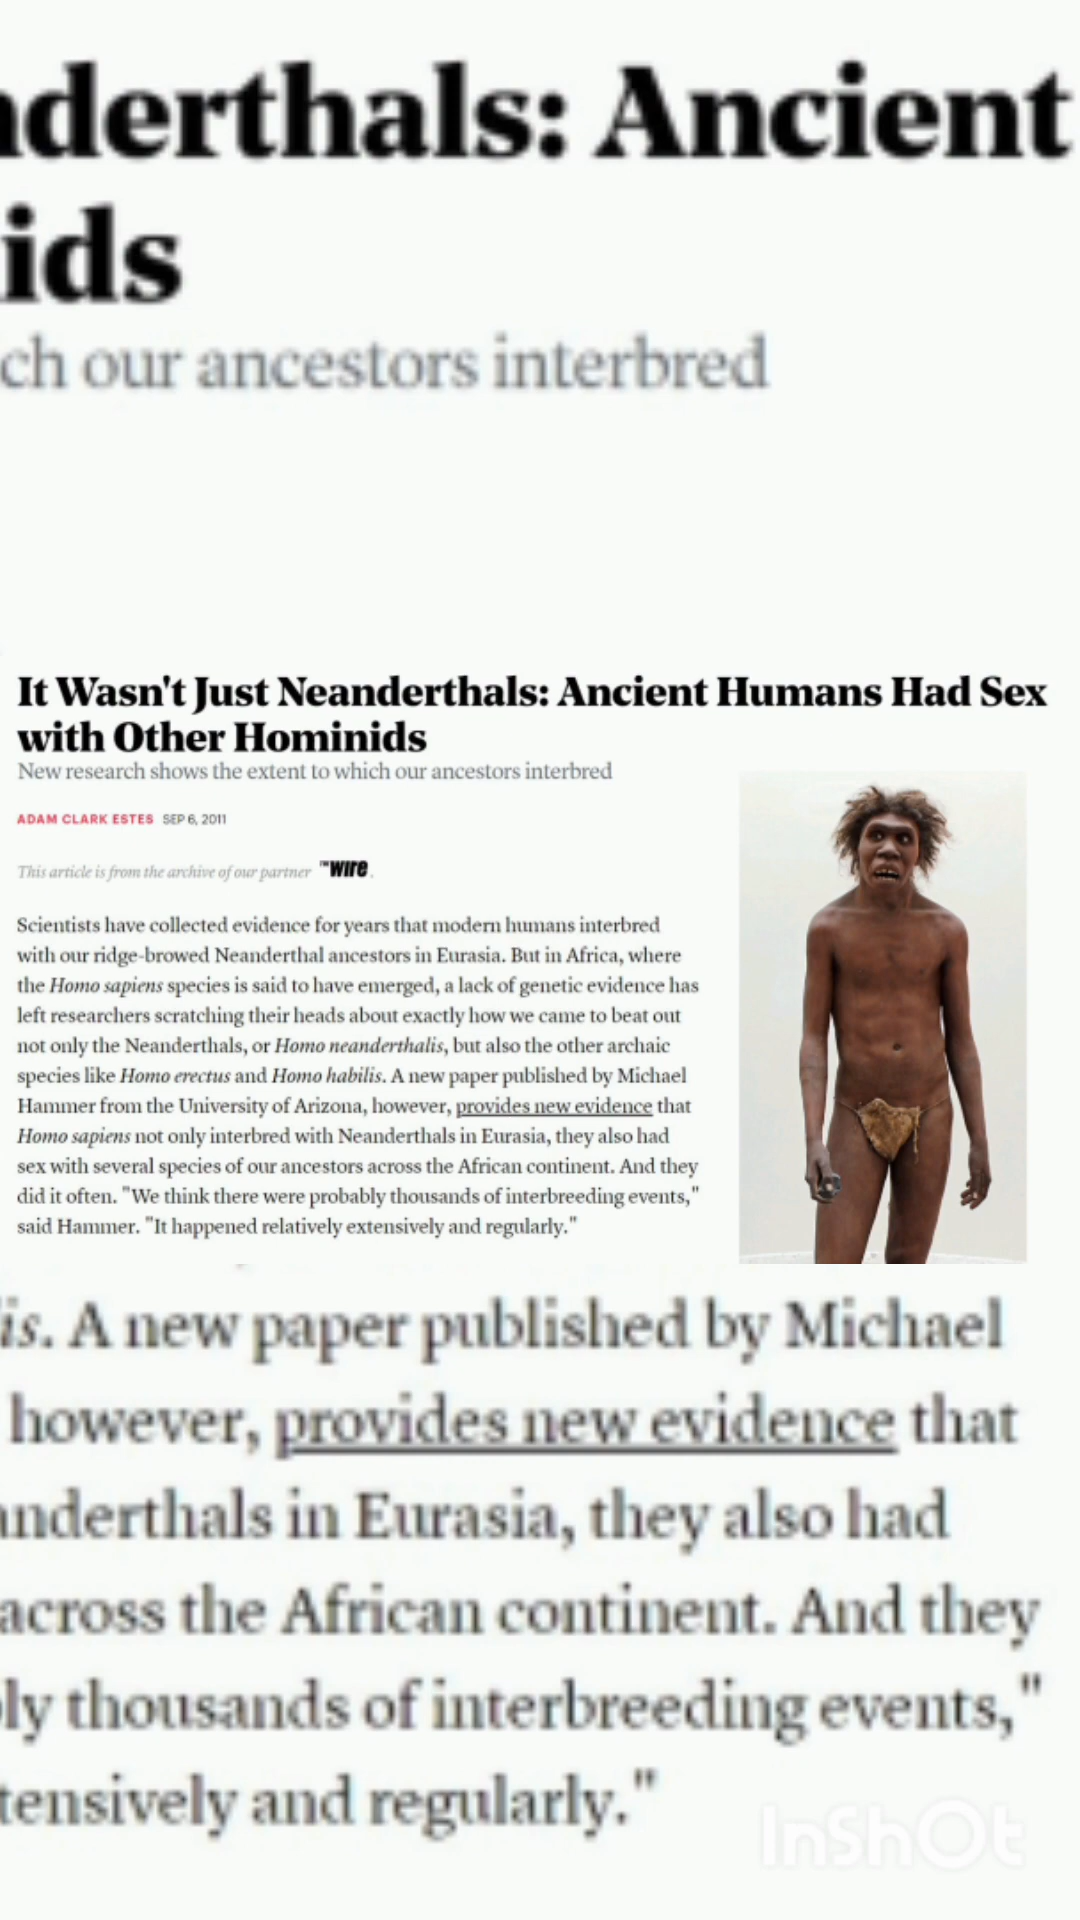 nderthals: Ancient
ids
ch our ancestors interbred
It Wasn't Just Neanderthals: Ancient Humans Had Sex
with Other Hominids
New research shows the extent to which our ancestors interbred
ADAM CLARK ESTES SEP 6, 2011
This article is from the archive of our partner THE WIRE.
Scientists have collected evidence for years that modern humans interbred
with our ridge-browed Neanderthal ancestors in Eurasia. But in Africa, where
the Homo sapiens species is said to have emerged, a lack of genetic evidence has
left researchers scratching their heads about exactly how we came to beat out
not only the Neanderthals, or Homo neanderthalis, but also the other archaic
species like Homo erectus and Homo habilis. A new paper published by Michael
Hammer from the University of Arizona, however, provides new evidence that
Homo sapiens not only interbred with Neanderthals in Eurasia, they also had
sex with several species of our ancestors across the African continent. And they
did it often. "We think there were probably thousands of interbreeding events,"
said Hammer. "It happened relatively extensively and regularly."
is. A new paper published by Michael
however, provides new evidence that
anderthals in Eurasia, they also had
across the African continent. And they
ly thousands of interbreeding events,"
tensively and regularly."
InShOt